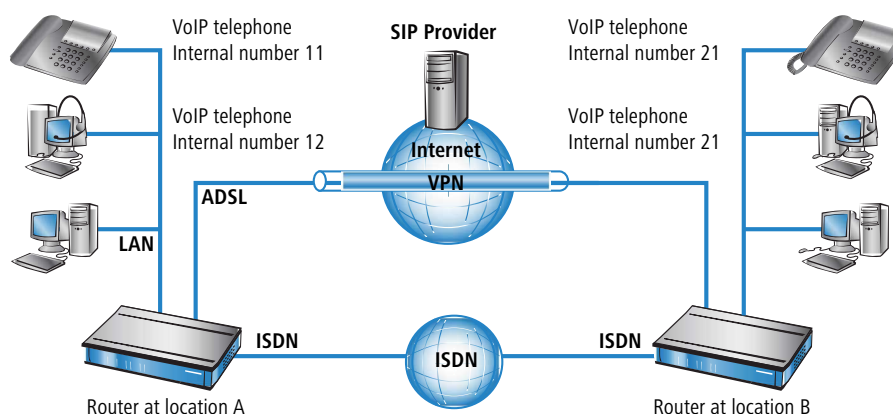 VoIP telephone
Internal number 11
SIP Provider
VoIP telephone
Internal number 21
VoIP telephone
Internal number 12
VoIP telephone
Internal number 21
Internet
VPN
ADSL
LAN
ISDN
ISDN
ISDN
Router at location A
Router at location B